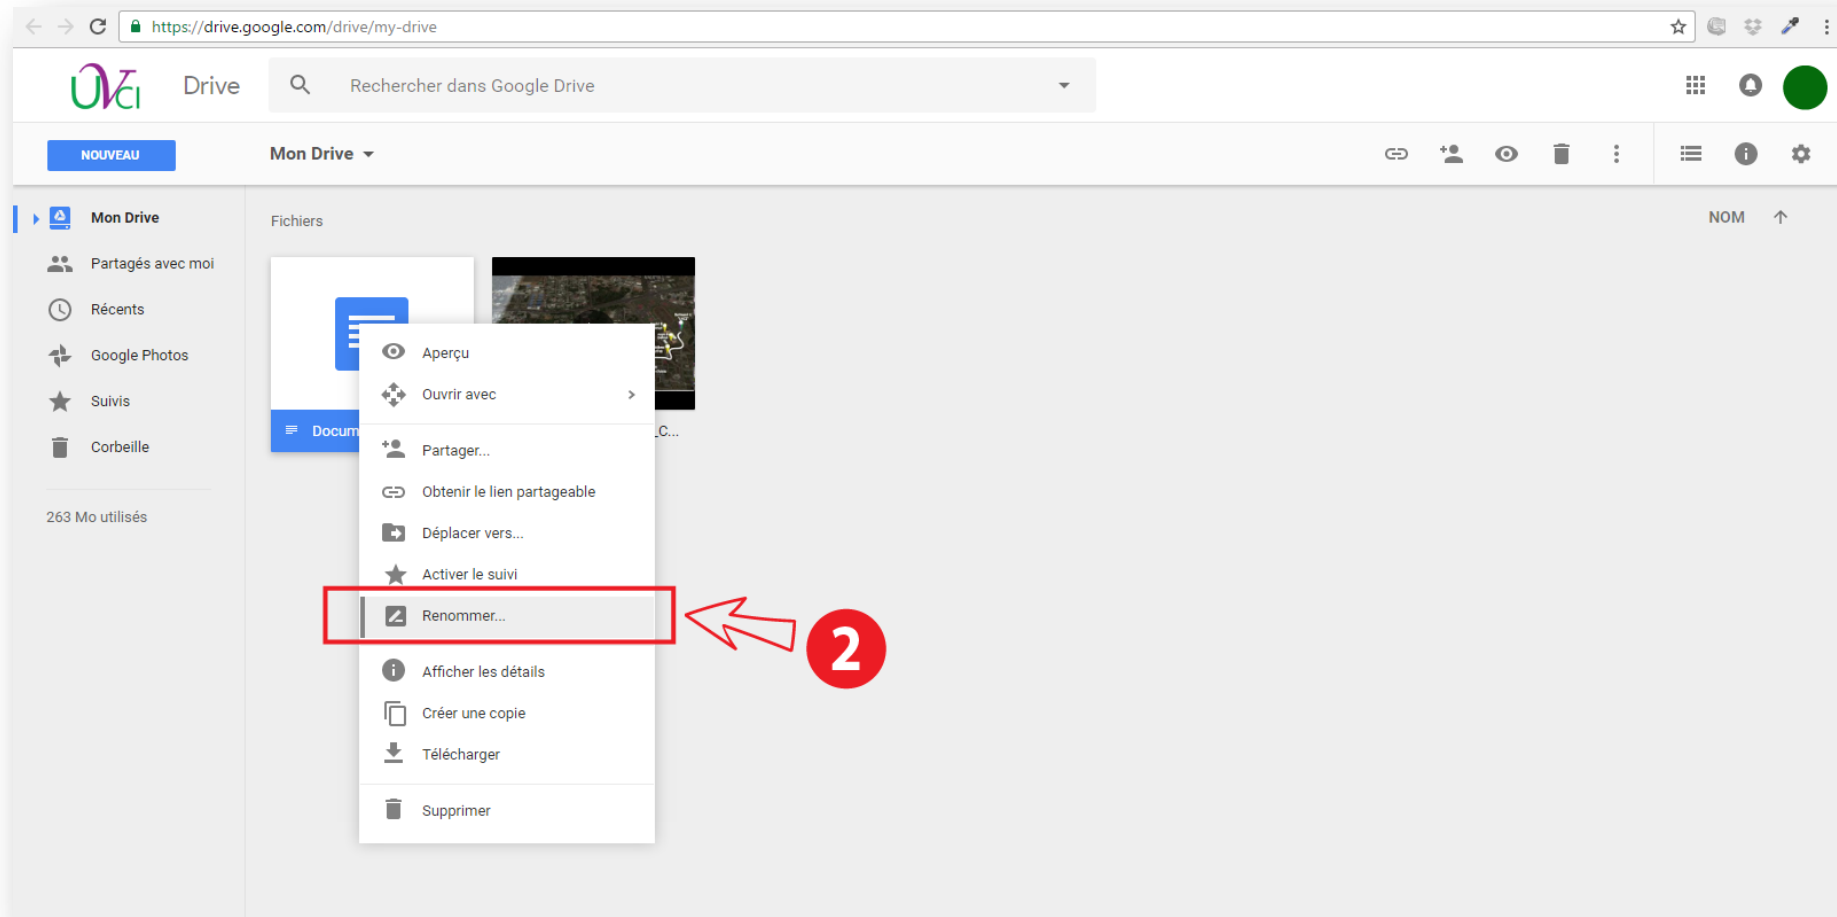 https://drive.google.com/drive/my-drive
UVCI
Drive
Rechercher dans Google Drive
NOUVEAU
Mon Drive
Mon Drive
Partagés avec moi
Récents
Google Photos
Suivis
Corbeille
263 Mo utilisés
Fichiers
NOM
Docum
_C...
Aperçu
Ouvrir avec
Partager...
Obtenir le lien partageable
Déplacer vers...
Activer le suivi
Renommer...
2
Afficher les détails
Créer une copie
Télécharger
Supprimer